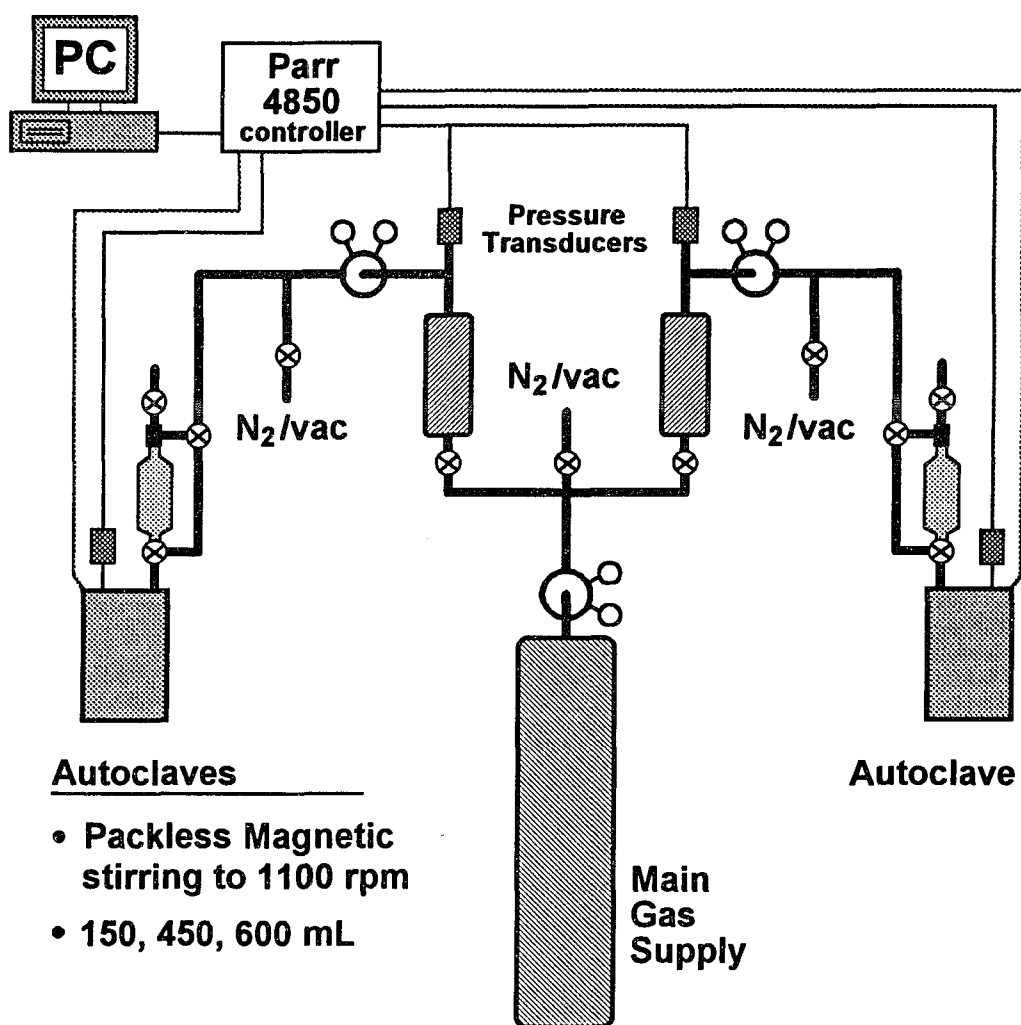 PC
Parr
4850
controller
Pressure
Transducers
N2/vac
N2/vac
N2/vac
Autoclaves
• Packless Magnetic
stirring to 1100 rpm
• 150, 450, 600 mL
Autoclave
Main
Gas
Supply